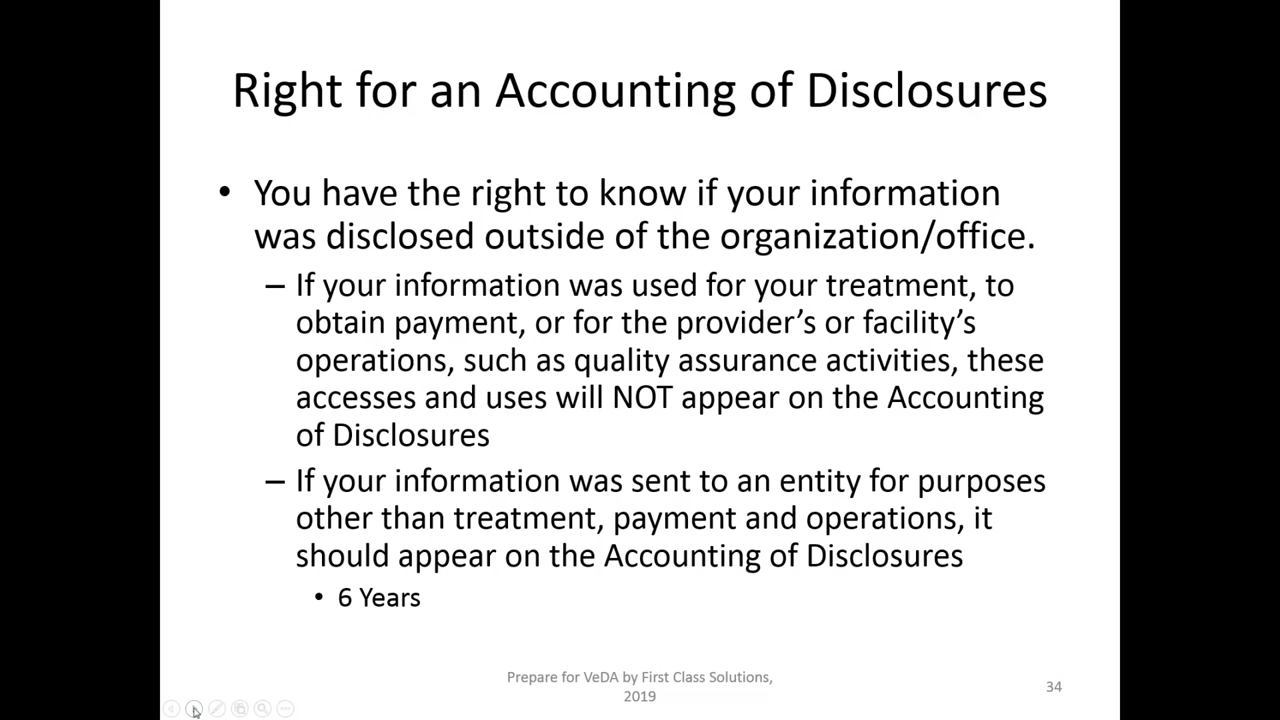 Right for an Accounting of Disclosures
• You have the right to know if your information
was disclosed outside of the organization/office.
– If your information was used for your treatment, to
obtain payment, or for the provider’s or facility’s
operations, such as quality assurance activities, these
accesses and uses will NOT appear on the Accounting
of Disclosures
– If your information was sent to an entity for purposes
other than treatment, payment and operations, it
should appear on the Accounting of Disclosures
• 6 Years
Prepare for VeDA by First Class Solutions,
2019
34